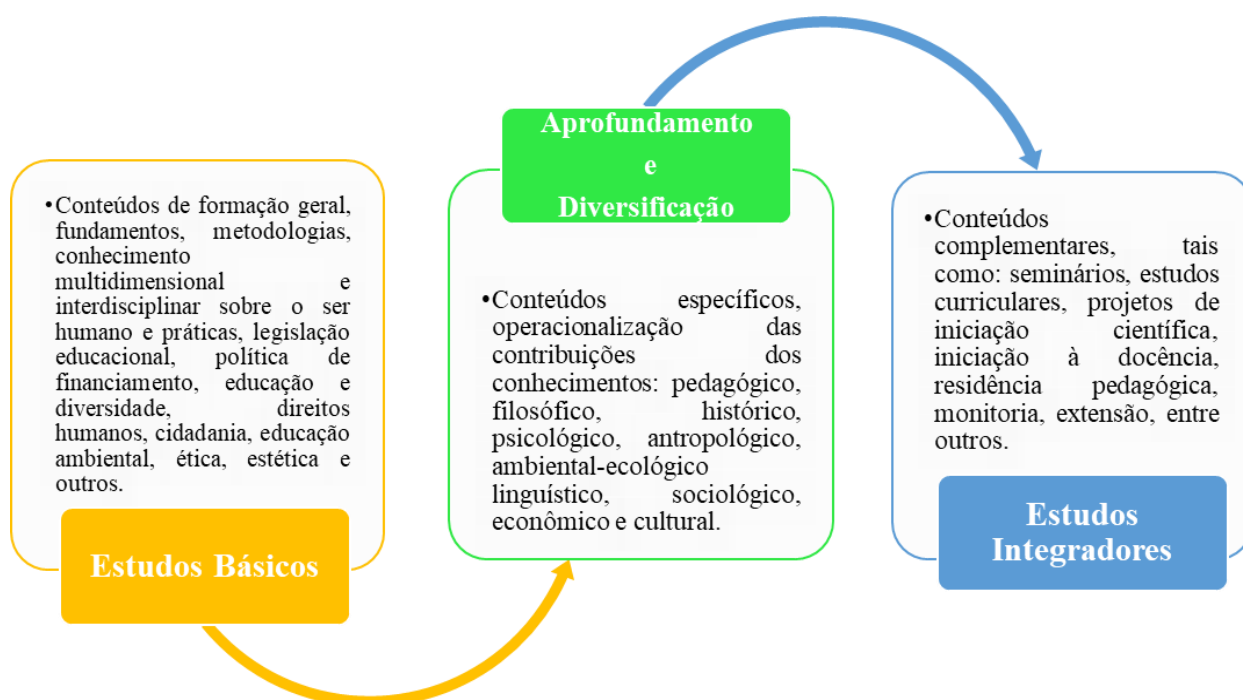 •Conteúdos de formação geral,
fundamentos, metodologias,
conhecimento
multidimensional e
interdisciplinar sobre o ser
humano e práticas, legislação
educacional, política de
financiamento, educação e
diversidade, direitos
humanos, cidadania, educação
ambiental, ética, estética e
outros.
Estudos Básicos
Aprofundamento
e
Diversificação
•Conteúdos específicos,
operacionalização das
contribuições dos
conhecimentos: pedagógico,
filosófico, histórico,
psicológico, antropológico,
ambiental-ecológico
linguístico, sociológico,
econômico e cultural.
•Conteúdos
complementares, tais
como: seminários, estudos
curriculares, projetos de
iniciação científica,
iniciação à docência,
residência pedagógica,
monitoria, extensão, entre
outros.
Estudos
Integradores